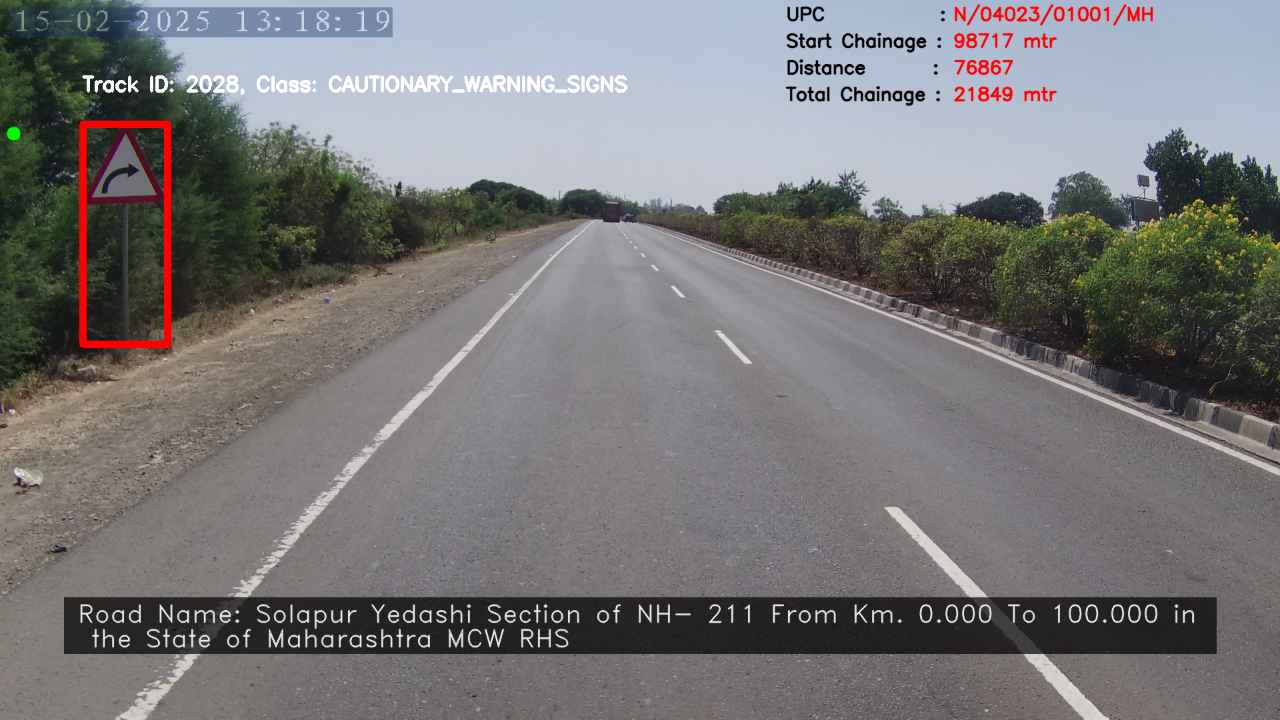 15-02-2025 13:18:19
UPC : N/04023/01001/MH
Start Chainage : 98717 mtr
Distance : 76867
Total Chainage : 21849 mtr
Track ID: 2028, Class: CAUTIONARY_WARNING_SIGNS
Road Name: Solapur Yedashi Section of NH- 211 From Km. 0.000 To 100.000 in
the State of Maharashtra MCW RHS